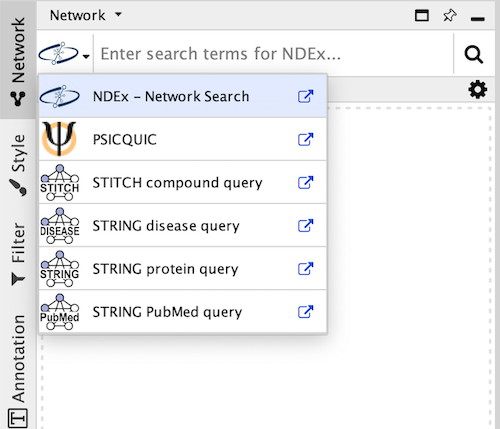 Network
Enter search terms for NDEx...
NDEx – Network Search
PSICQUIC
STITCH
STITCH compound query
DISEASE
STRING disease query
STRING
STRING protein query
PubMed
STRING PubMed query
Network
Style
Filter
Annotation
T